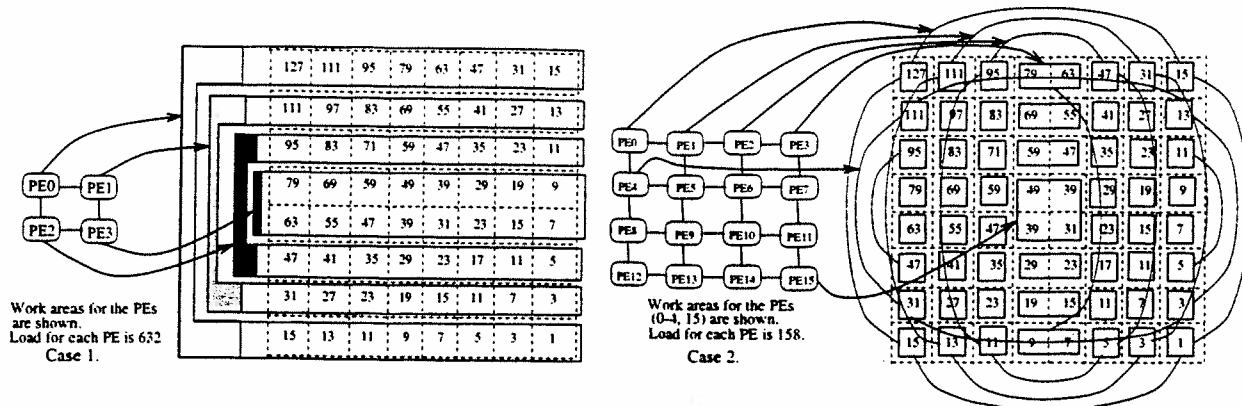 127 111 95 79 63 47 31 15
111 97 83 69 55 41 27 13
95 83 71 59 47 35 23 11
79 69 59 49 39 29 19 9
63 55 47 39 31 23 15 7
47 41 35 29 23 17 11 5
31 27 23 19 15 11 7 3
15 13 11 9 7 5 3 1
PE0 PE1
PE2 PE3
Work areas for the PEs
are shown.
Load for each PE is 632
Case 1.
PE0 PE1 PE2 PE3
PE4 PE5 PE6 PE7
PE8 PE9 PE10 PE11
PE12 PE13 PE14 PE15
Work areas for the PEs
(0–4, 15) are shown.
Load for each PE is 158.
Case 2.
127 111 95 79 63 47 31 15
111 97 83 69 55 41 27 13
95 83 71 59 47 35 23 11
79 69 59 49 39 29 19 9
63 55 47 39 31 23 15 7
47 41 35 29 23 17 11 5
31 27 23 19 15 11 7 3
15 13 11 9 7 5 3 1